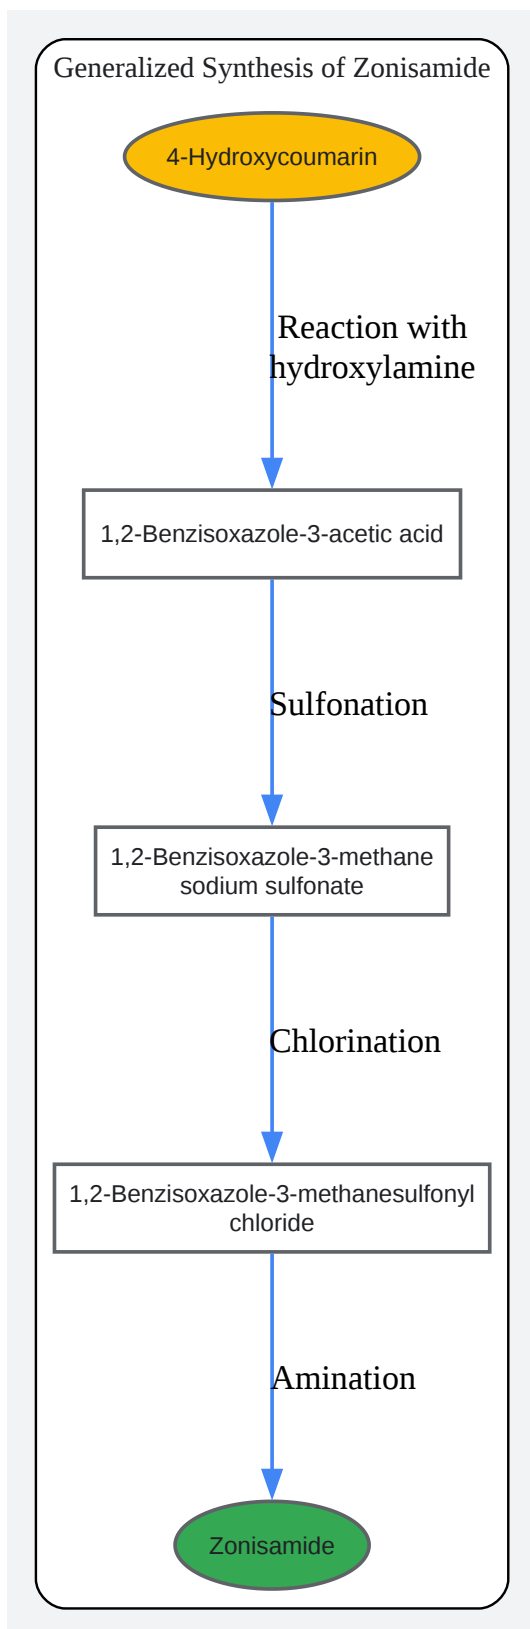 Generalized Synthesis of Zonisamide
4-Hydroxycoumarin
Reaction with
hydroxylamine
1,2-Benzisoxazole-3-acetic acid
Sulfonation
1,2-Benzisoxazole-3-methane
sodium sulfonate
Chlorination
1,2-Benzisoxazole-3-methanesulfonyl
chloride
Amination
Zonisamide